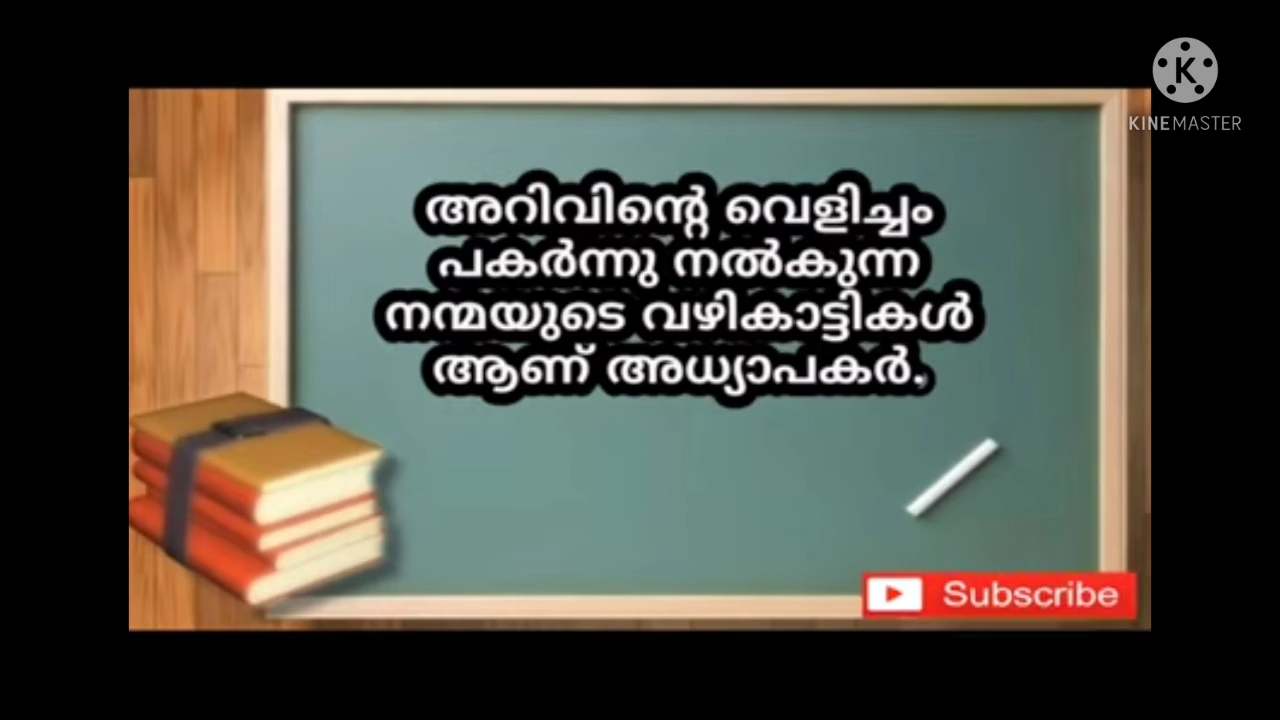 KINEMASTER
അറിവിന്റെ വെളിച്ചം
പകർന്നു നൽകുന്ന
നന്മയുടെ വഴികാട്ടികൾ
ആണ് അധ്യാപകർ.
Subscribe